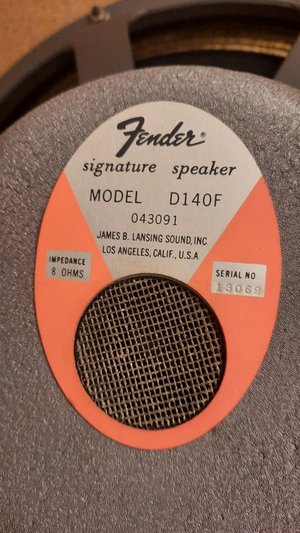 Fender®
signature speaker
MODEL D140F
043091
JAMES B. LANSING SOUND, INC.
LOS ANGELES, CALIF., U.S.A
IMPEDANCE
8 OHMS
SERIAL NO
13069